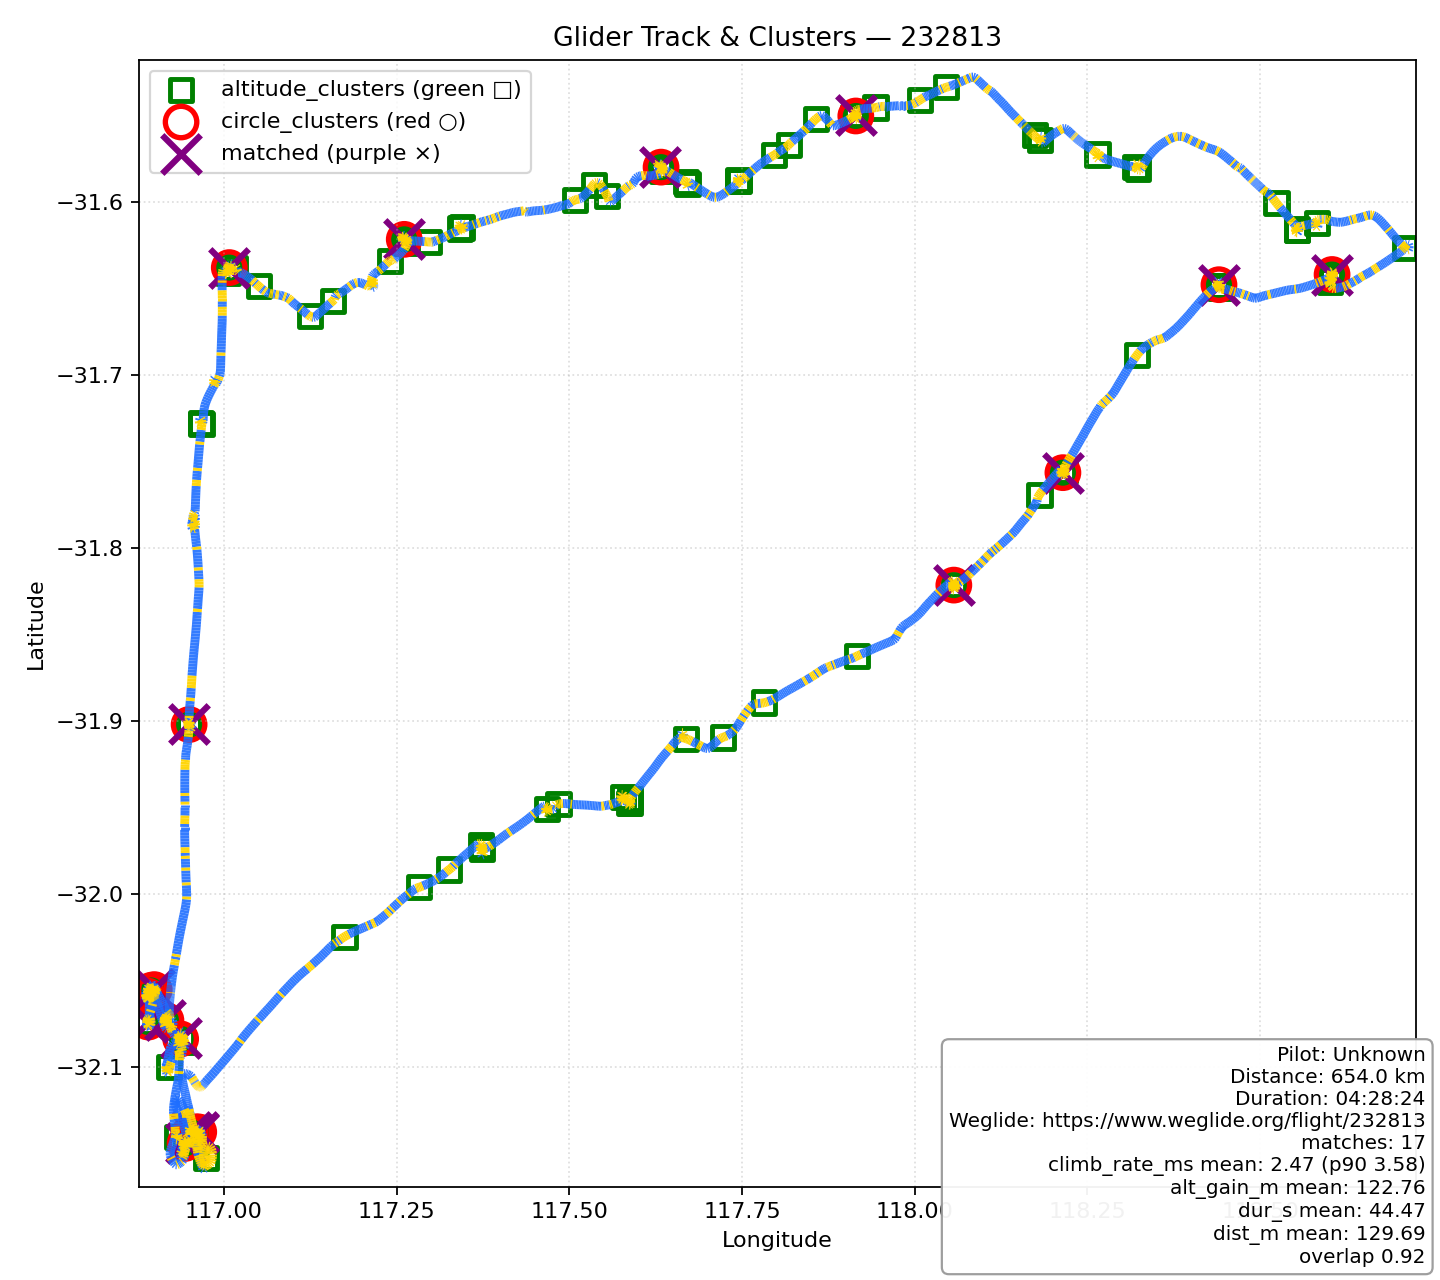 Glider Track & Clusters — 232813
altitude_clusters (green □)
circle_clusters (red ○)
matched (purple ×)
−31.6
−31.7
−31.8
−31.9
−32.0
−32.1
Latitude
117.00
117.25
117.50
117.75
118.00
118.25
Longitude
Pilot: Unknown
Distance: 654.0 km
Duration: 04:28:24
Weglide: https://www.weglide.org/flight/232813
matches: 17
climb_rate_ms mean: 2.47 (p90 3.58)
alt_gain_m mean: 122.76
dur_s mean: 44.47
dist_m mean: 129.69
overlap 0.92